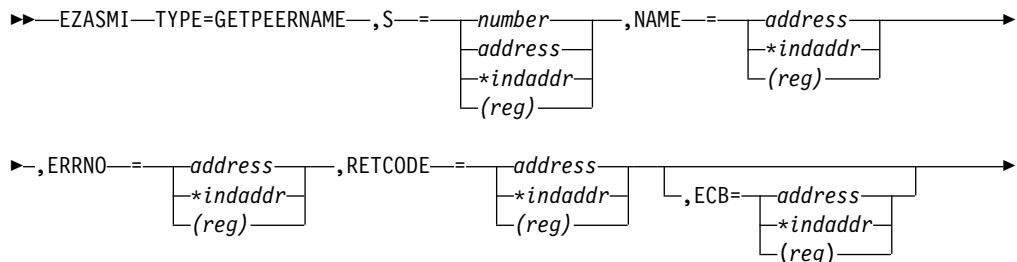 EZASMI TYPE=GETPEERNAME ,S = number ,NAME = address
address *indaddr
*indaddr (reg)
(reg)
,ERRNO = address ,RETCODE = address
*indaddr *indaddr ,ECB= address
(reg) (reg) *indaddr
(reg)